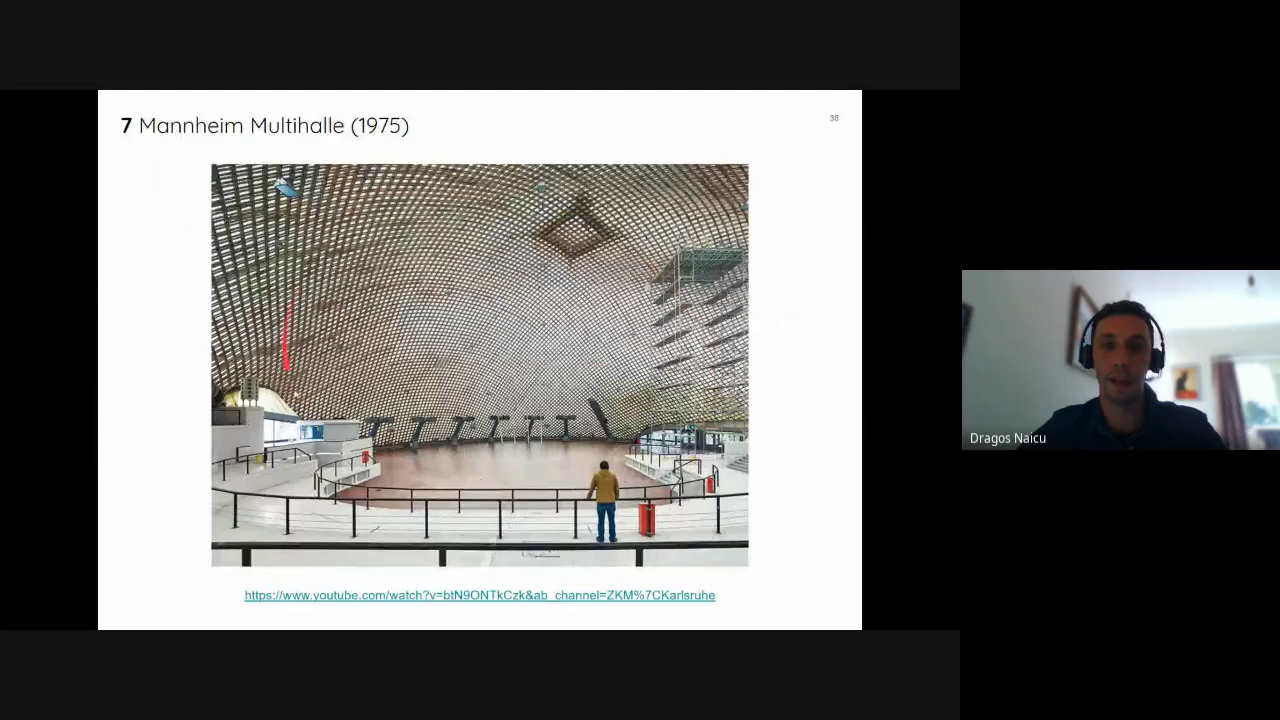 7 Mannheim Multihalle (1975)
38
https://www.youtube.com/watch?v=btN9ONTkCzk&ab_channel=ZKM%7CKarlsruhe
Dragos Naicu